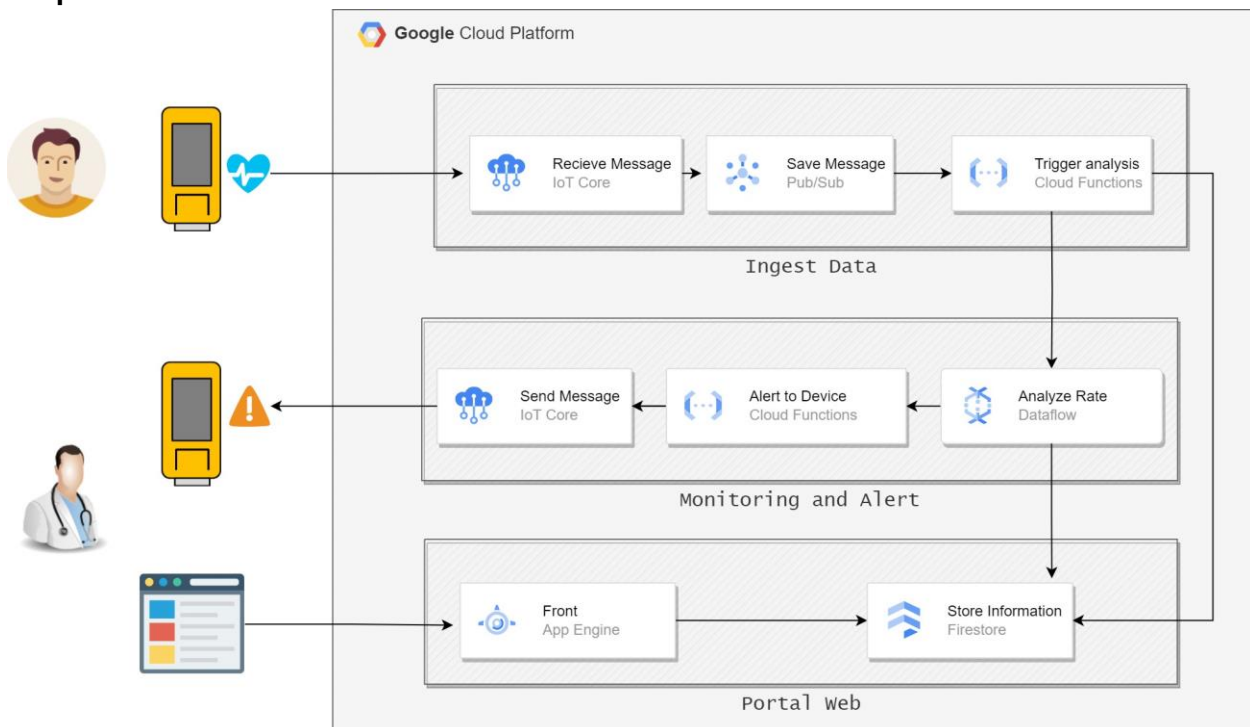 Google Cloud Platform
Recieve Message
IoT Core
Save Message
Pub/Sub
Trigger analysis
Cloud Functions
Ingest Data
Send Message
IoT Core
Alert to Device
Cloud Functions
Analyze Rate
Dataflow
Monitoring and Alert
Front
App Engine
Store Information
Firestore
Portal Web